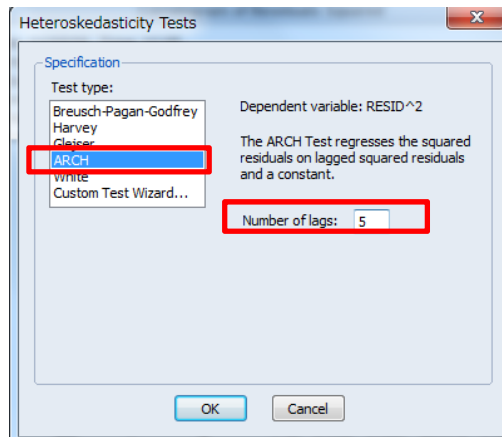 Heteroskedasticity Tests
x
Specification
Test type:
Breusch-Pagan-Godfrey
Harvey
Glejser
ARCH
White
Custom Test Wizard...
Dependent variable: RESID^2
The ARCH Test regresses the squared
residuals on lagged squared residuals
and a constant.
Number of lags: 5
OK
Cancel